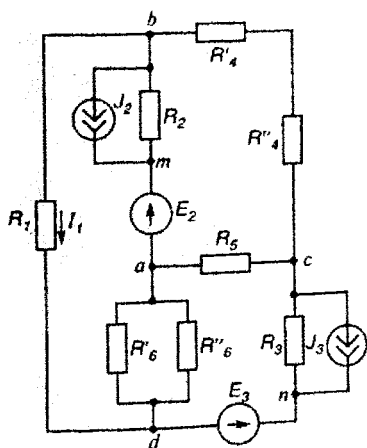 b
R'₄
J₂
R₂
R"₄
m
R₁
I₁
E₂
R₅
a
c
R'₆
R"₆
R₃
J₃
n
E₃
d